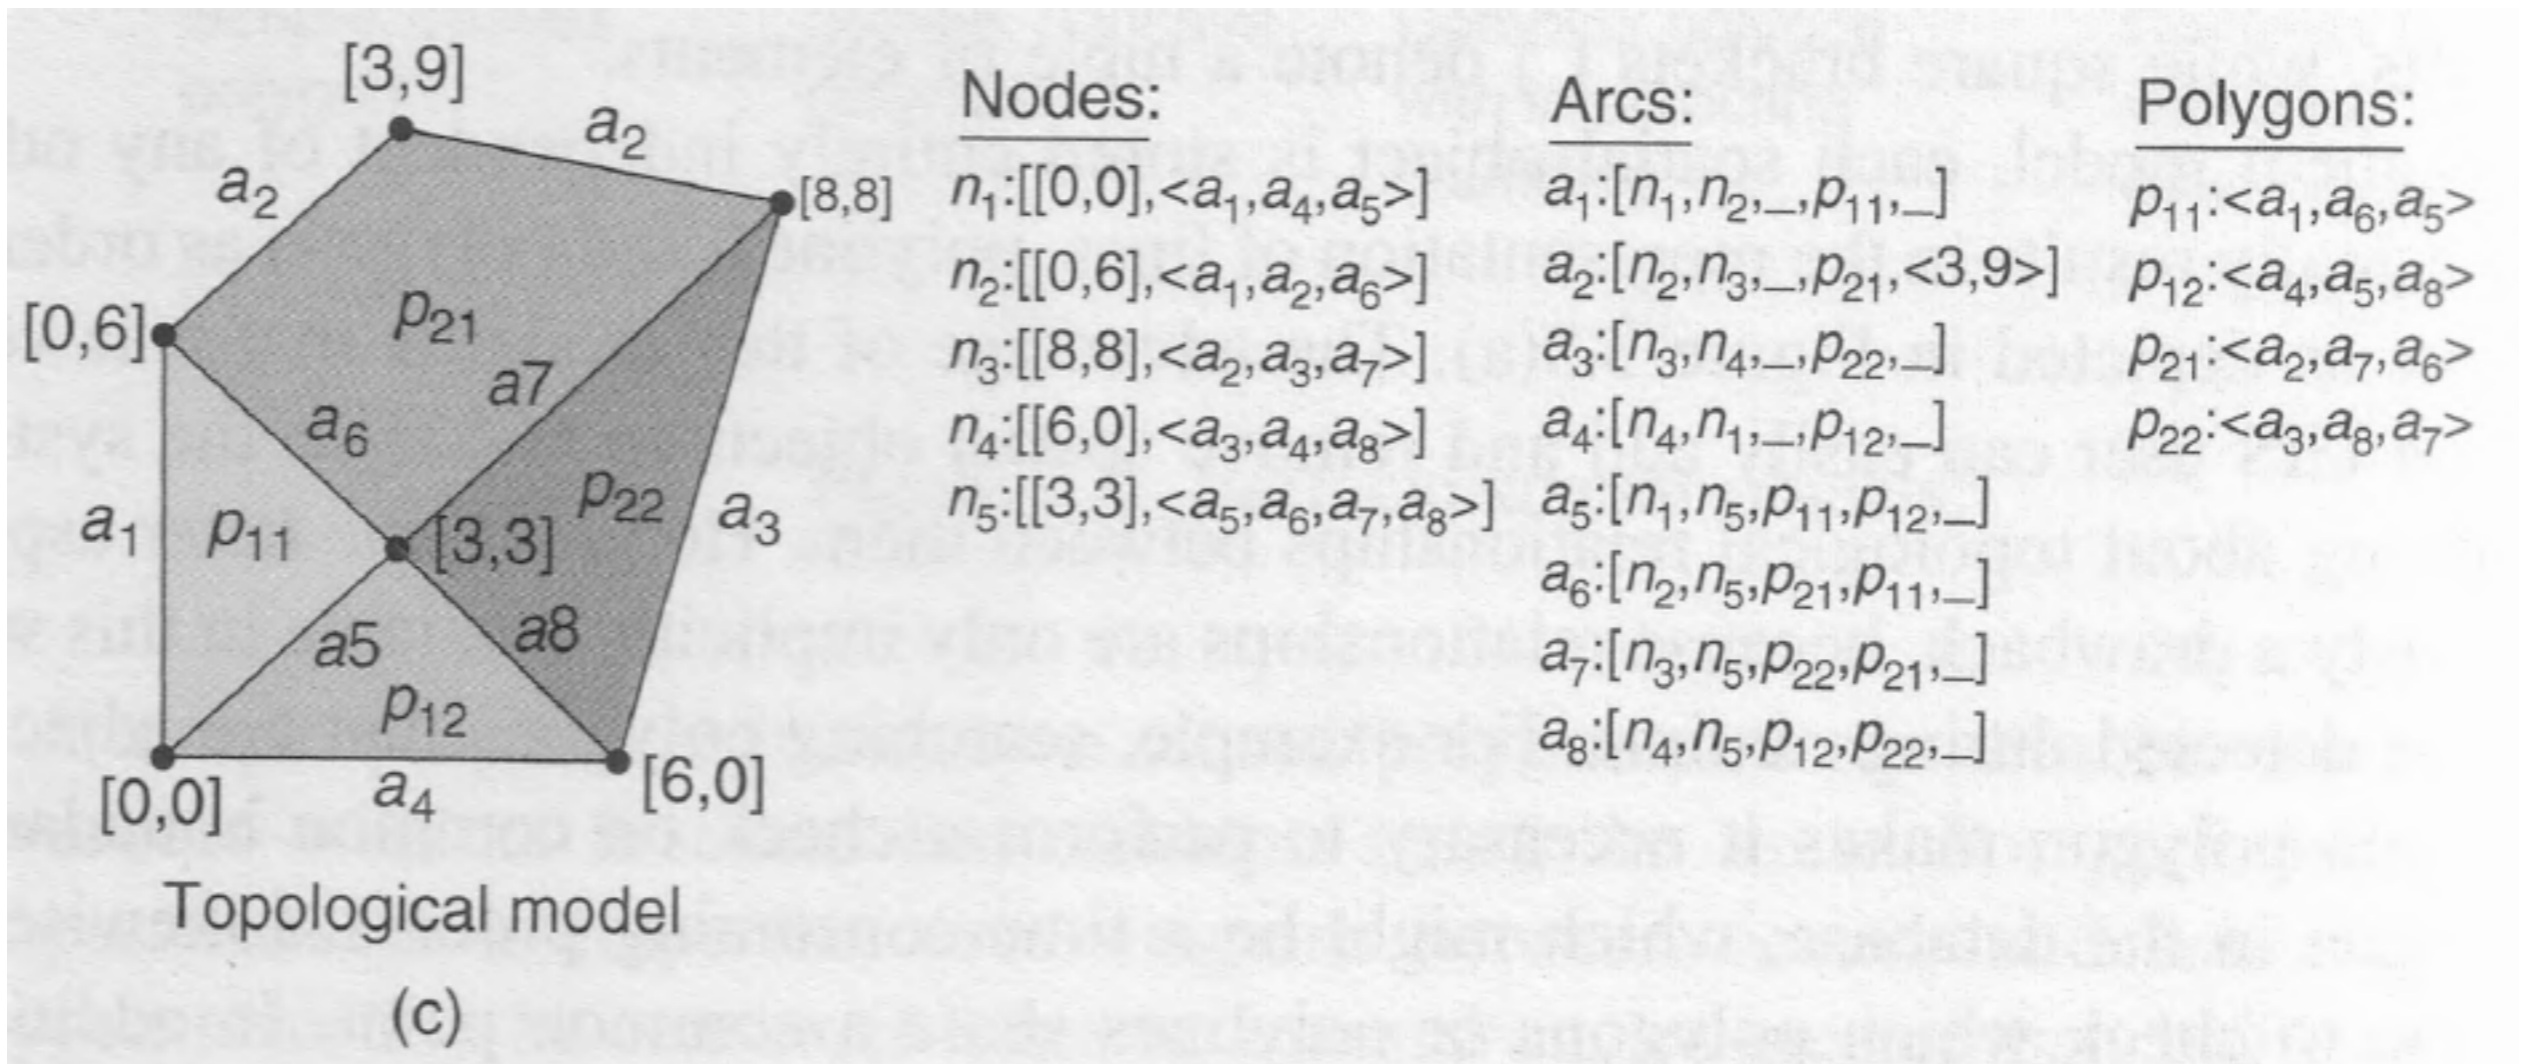 [3,9]
a2
a2
[8,8]
[0,6]
p21
a7
a6
p22
a1
p11
[3,3]
a3
a5
a8
p12
[0,0]
a4
[6,0]
Topological model
(c)
Nodes:
n1:[[0,0],<a1,a4,a5>]
n2:[[0,6],<a1,a2,a6>]
n3:[[8,8],<a2,a3,a7>]
n4:[[6,0],<a3,a4,a8>]
n5:[[3,3],<a5,a6,a7,a8>]
Arcs:
a1:[n1,n2,_,p11,_]
a2:[n2,n3,_,p21,<3,9>]
a3:[n3,n4,_,p22,_]
a4:[n4,n1,_,p12,_]
a5:[n1,n5,p11,p12,_]
a6:[n2,n5,p21,p11,_]
a7:[n3,n5,p22,p21,_]
a8:[n4,n5,p12,p22,_]
Polygons:
p11:<a1,a6,a5>
p12:<a4,a5,a8>
p21:<a2,a7,a6>
p22:<a3,a8,a7>